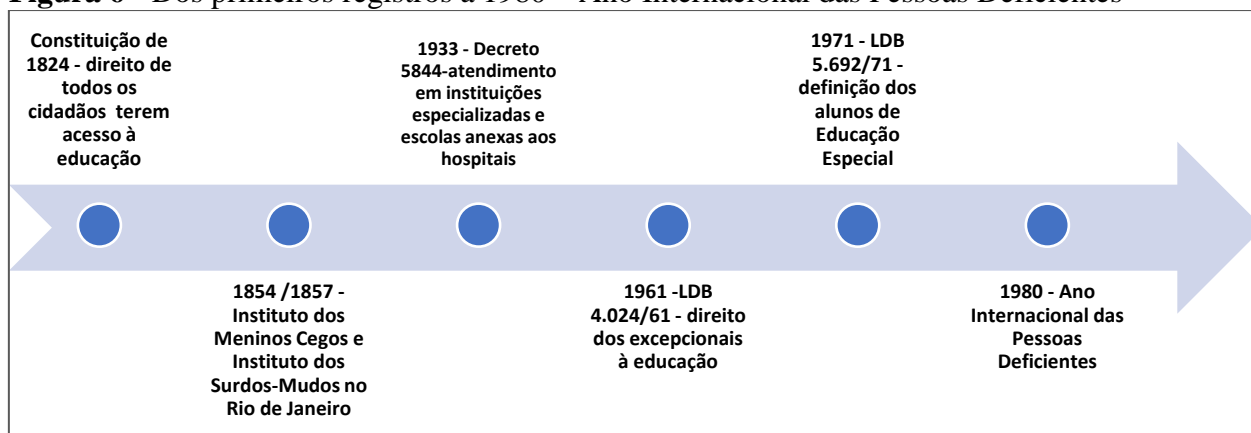 Figura - Dos primeiros registros a 1980 – Ano Internacional das Pessoas Deficientes
Constituição de
1824 - direito de
todos os
cidadãos terem
acesso à
educação
1854 /1857 -
Instituto dos
Meninos Cegos e
Instituto dos
Surdos-Mudos no
Rio de Janeiro
1933 - Decreto
5844-atendimento
em instituições
especializadas e
escolas anexas aos
hospitais
1961 -LDB
4.024/61 - direito
dos excepcionais
à educação
1971 - LDB
5.692/71 -
definição dos
alunos de
Educação
Especial
1980 - Ano
Internacional das
Pessoas
Deficientes